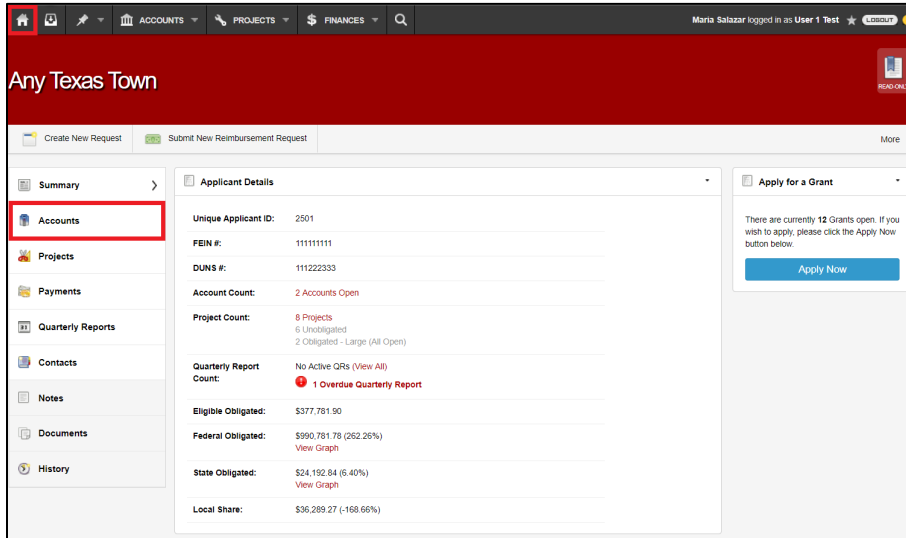 ACCOUNTS PROJECTS $ FINANCES Maria Salazar logged in as User 1 Test LOGOUT
Any Texas Town
READ-ONLY
Create New Request Submit New Reimbursement Request More
Summary
Accounts
Projects
Payments
Quarterly Reports
Contacts
Notes
Documents
History
Applicant Details
Unique Applicant ID: 2501
FEIN #: 111111111
DUNS #: 111222333
Account Count: 2 Accounts Open
Project Count: 8 Projects
6 Unobligated
2 Obligated - Large (All Open)
Quarterly Report No Active QRs (View All)
Count: 1 Overdue Quarterly Report
Eligible Obligated: $377,781.90
Federal Obligated: $990,781.78 (262.26%)
View Graph
State Obligated: $24,192.84 (6.40%)
View Graph
Local Share: $36,289.27 (-168.66%)
Apply for a Grant
There are currently 12 Grants open. If you
wish to apply, please click the Apply Now
button below.
Apply Now